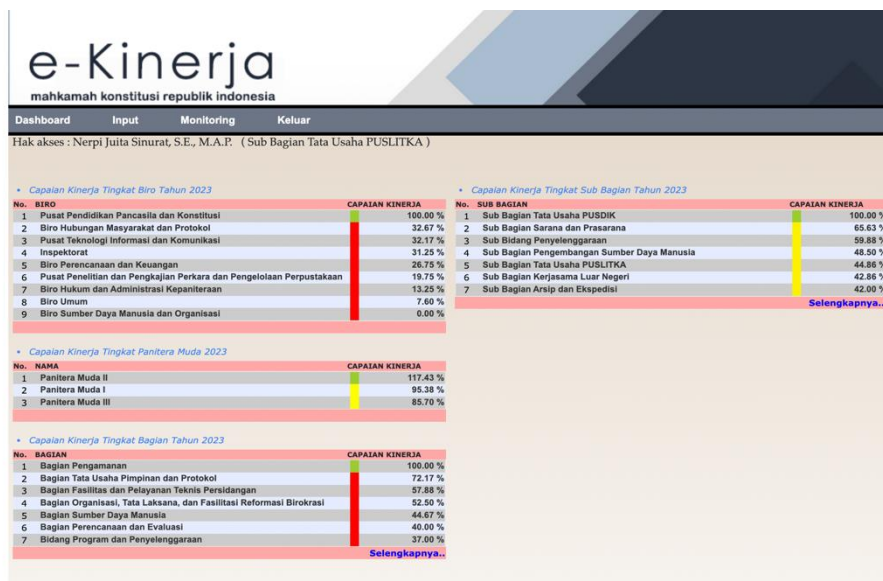 e-Kinerja
mahkamah konstitusi republik indonesia
Dashboard Input Monitoring Keluar
Hak akses : Nerpi Juita Sinurat, S.E., M.A.P. ( Sub Bagian Tata Usaha PUSLITKA )
• Capaian Kinerja Tingkat Biro Tahun 2023
No. BIRO CAPAIAN KINERJA
1 Pusat Pendidikan Pancasila dan Konstitusi 100.00 %
2 Biro Hubungan Masyarakat dan Protokol 32.67 %
3 Pusat Teknologi Informasi dan Komunikasi 32.17 %
4 Inspektorat 31.25 %
5 Biro Perencanaan dan Keuangan 26.75 %
6 Pusat Penelitian dan Pengkajian Perkara dan Pengelolaan Perpustakaan 19.75 %
7 Biro Hukum dan Administrasi Kepaniteraan 13.25 %
8 Biro Umum 7.60 %
9 Biro Sumber Daya Manusia dan Organisasi 0.00 %
• Capaian Kinerja Tingkat Panitera Muda 2023
No. NAMA CAPAIAN KINERJA
1 Panitera Muda II 117.43 %
2 Panitera Muda I 95.38 %
3 Panitera Muda III 85.70 %
• Capaian Kinerja Tingkat Bagian Tahun 2023
No. BAGIAN CAPAIAN KINERJA
1 Bagian Pengamanan 100.00 %
2 Bagian Tata Usaha Pimpinan dan Protokol 72.17 %
3 Bagian Fasilitas dan Pelayanan Teknis Persidangan 57.88 %
4 Bagian Organisasi, Tata Laksana, dan Fasilitasi Reformasi Birokrasi 52.50 %
5 Bagian Sumber Daya Manusia 44.67 %
6 Bagian Perencanaan dan Evaluasi 40.00 %
7 Bidang Program dan Penyelenggaraan 37.00 %
Selengkapnya..
• Capaian Kinerja Tingkat Sub Bagian Tahun 2023
No. SUB BAGIAN CAPAIAN KINERJA
1 Sub Bagian Tata Usaha PUSDIK 100.00 %
2 Sub Bagian Sarana dan Prasarana 65.63 %
3 Sub Bidang Penyelenggaraan 59.88 %
4 Sub Bagian Pengembangan Sumber Daya Manusia 48.50 %
5 Sub Bagian Tata Usaha PUSLITKA 44.86 %
6 Sub Bagian Kerjasama Luar Negeri 42.86 %
7 Sub Bagian Arsip dan Ekspedisi 42.00 %
Selengkapnya..